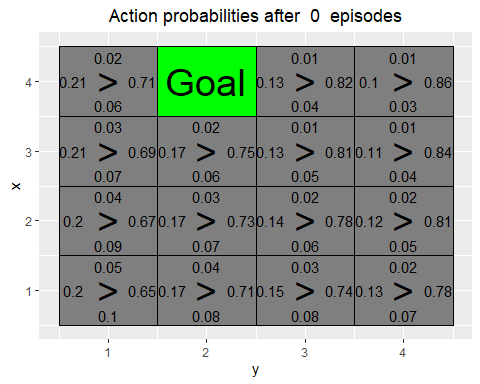 Action probabilities after 0 episodes
0.02 0.01 0.01
4 0.21 > 0.71 Goal 0.13 > 0.82 0.1 > 0.86
0.06 0.04 0.03
0.03 0.02 0.01 0.01
3 0.21 > 0.69 0.17 > 0.75 0.13 > 0.81 0.11 > 0.84
0.07 0.06 0.05 0.04
x
0.04 0.03 0.02 0.02
2 0.2 > 0.67 0.17 > 0.73 0.14 > 0.78 0.12 > 0.81
0.09 0.07 0.06 0.05
0.05 0.04 0.03 0.02
1 0.2 > 0.65 0.17 > 0.71 0.15 > 0.74 0.13 > 0.78
0.1 0.08 0.08 0.07
1 2 3 4
y